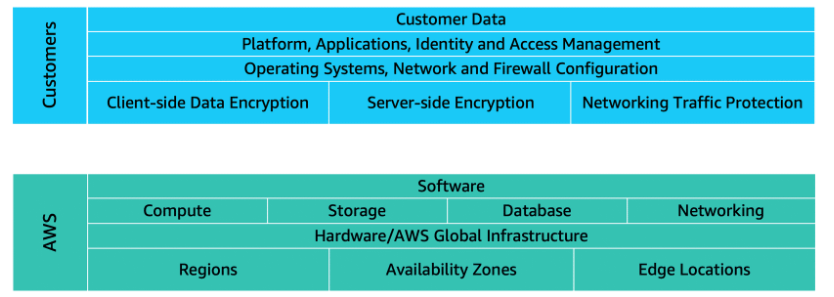 Customers
Customer Data
Platform, Applications, Identity and Access Management
Operating Systems, Network and Firewall Configuration
Client-side Data Encryption
Server-side Encryption
Networking Traffic Protection
AWS
Software
Compute
Storage
Database
Networking
Hardware/AWS Global Infrastructure
Regions
Availability Zones
Edge Locations